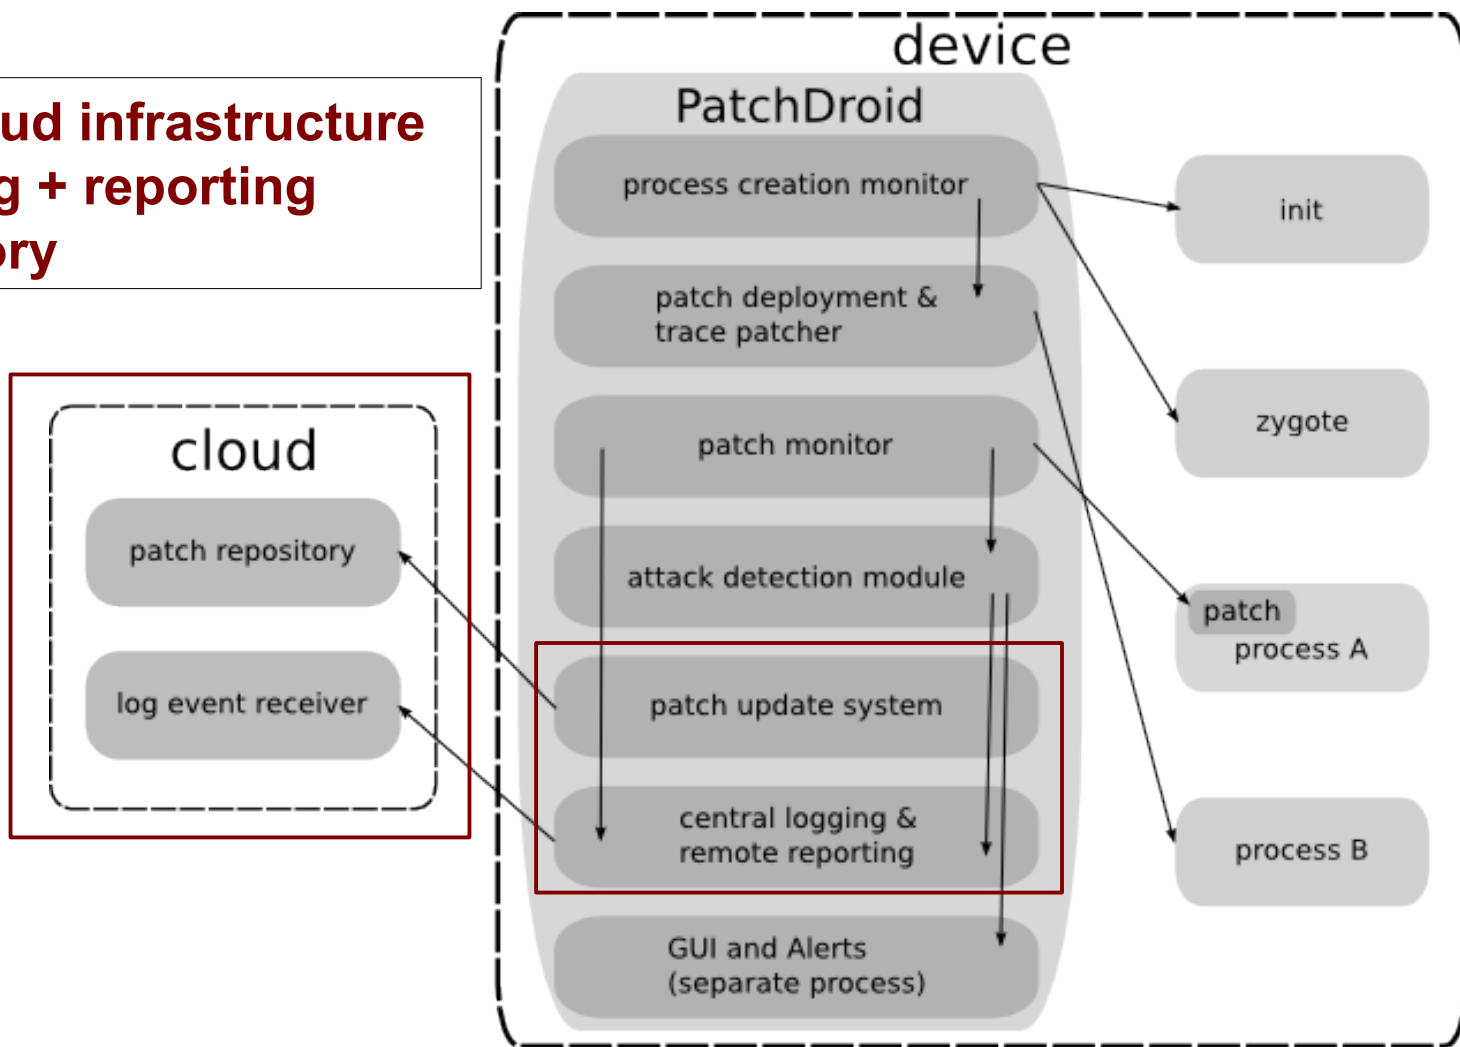 device
PatchDroid
ud infrastructure
g + reporting
ory
process creation monitor
init
patch deployment &
trace patcher
zygote
patch monitor
cloud
patch repository
attack detection module
patch
process A
log event receiver
patch update system
central logging &
remote reporting
process B
GUI and Alerts
(separate process)